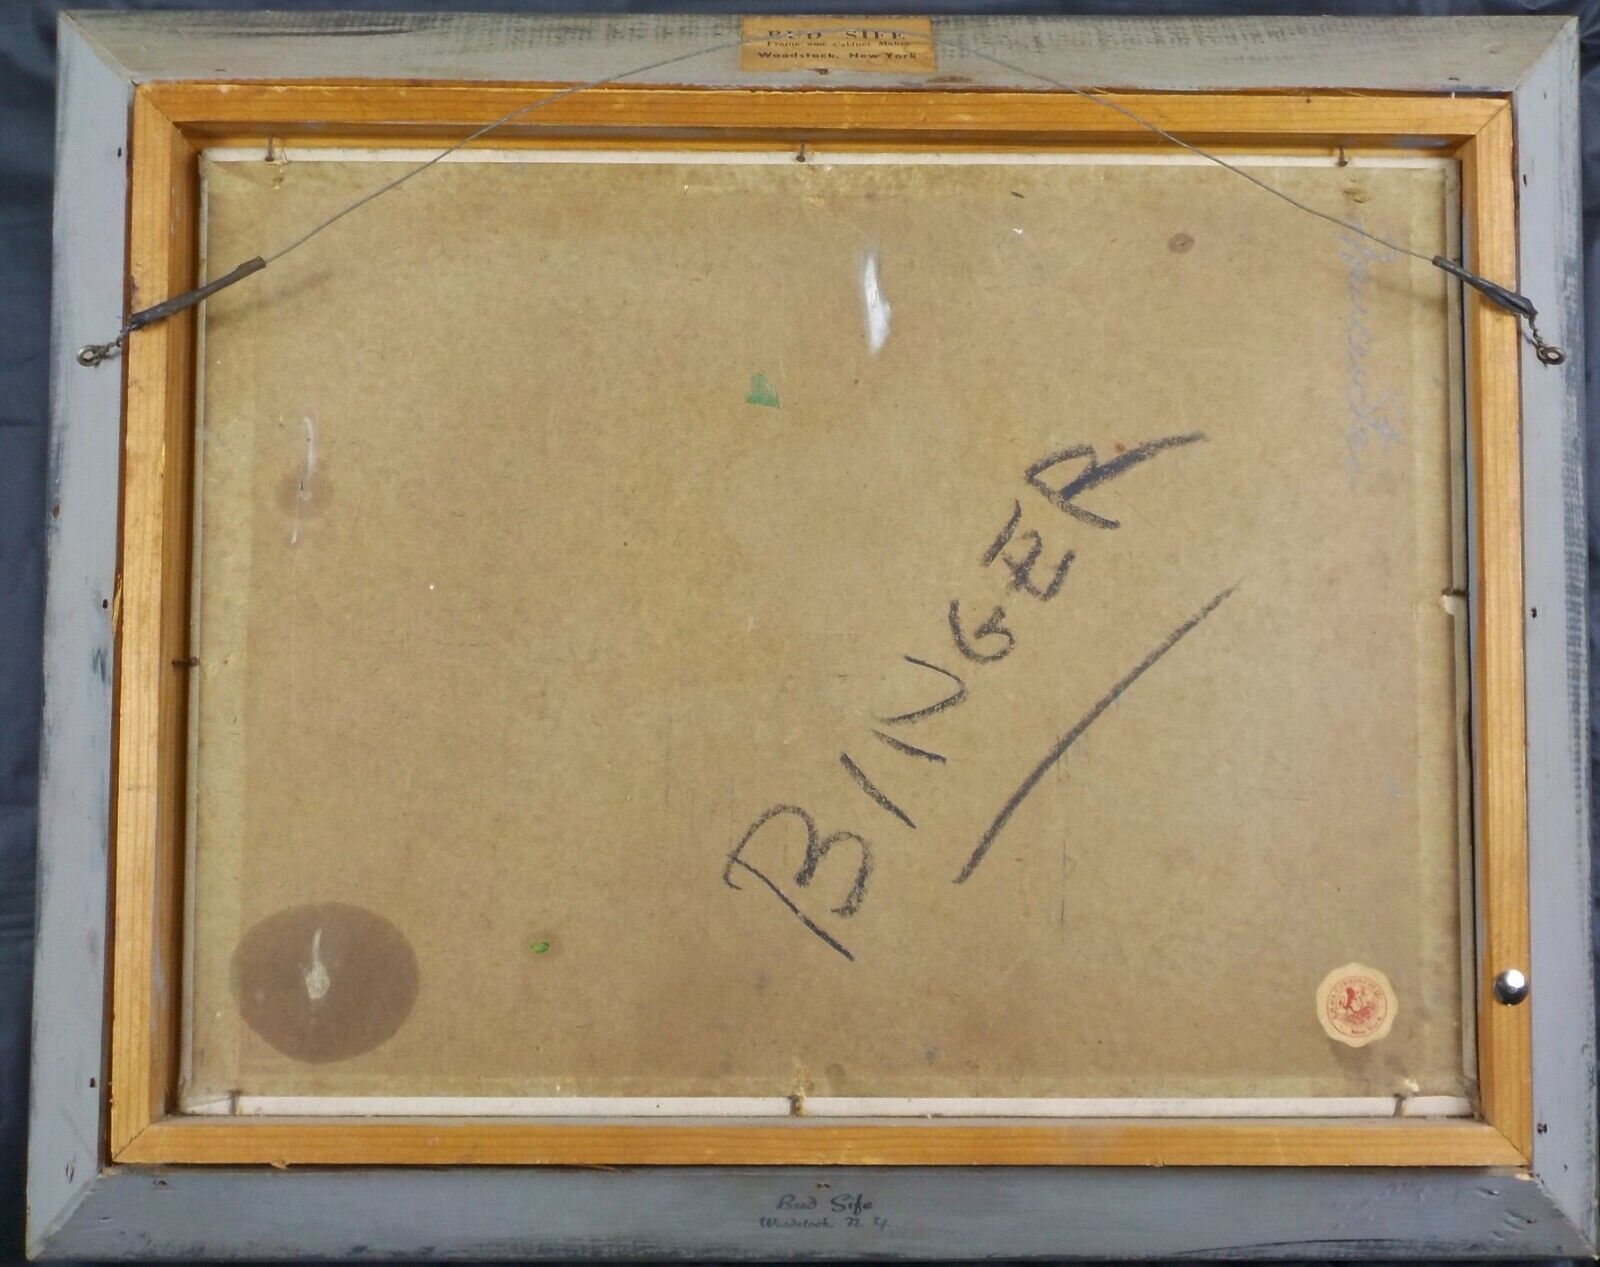 BUD SIFE
Frame and Cabinet Maker
Woodstock, New York
BINGER
Bud Sife
Woodstock, N. Y.